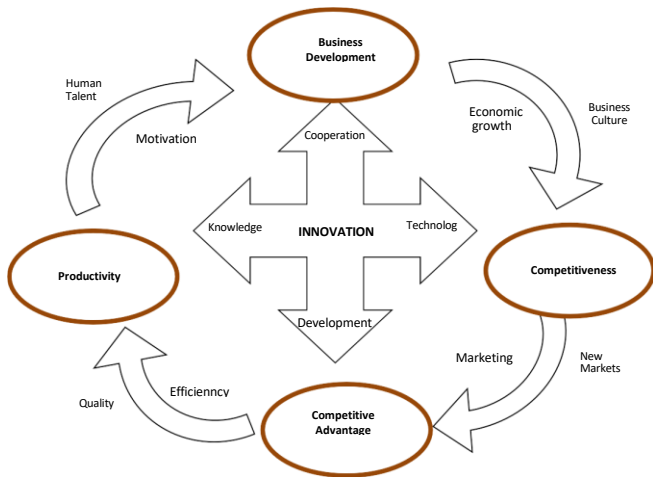 Business
Development
Human
Talent
Motivation
Economic
growth
Business
Culture
Cooperation
Knowledge
INNOVATION
Technolog
Productivity
Competitiveness
Development
Marketing
New
Markets
Efficienncy
Quality
Competitive
Advantage